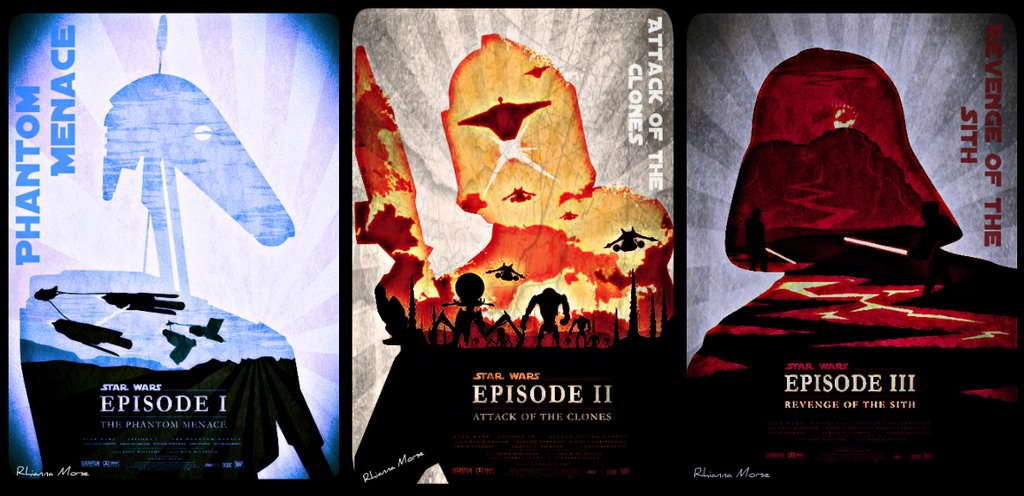 PHANTOM
MENACE
STAR WARS
EPISODE I
THE PHANTOM MENACE
Rhianna Morse
ATTACK OF THE
CLONES
STAR WARS
EPISODE II
ATTACK OF THE CLONES
Rhianna Morse
REVENGE OF THE
SITH
STAR WARS
EPISODE III
REVENGE OF THE SITH
Rhianna Morse